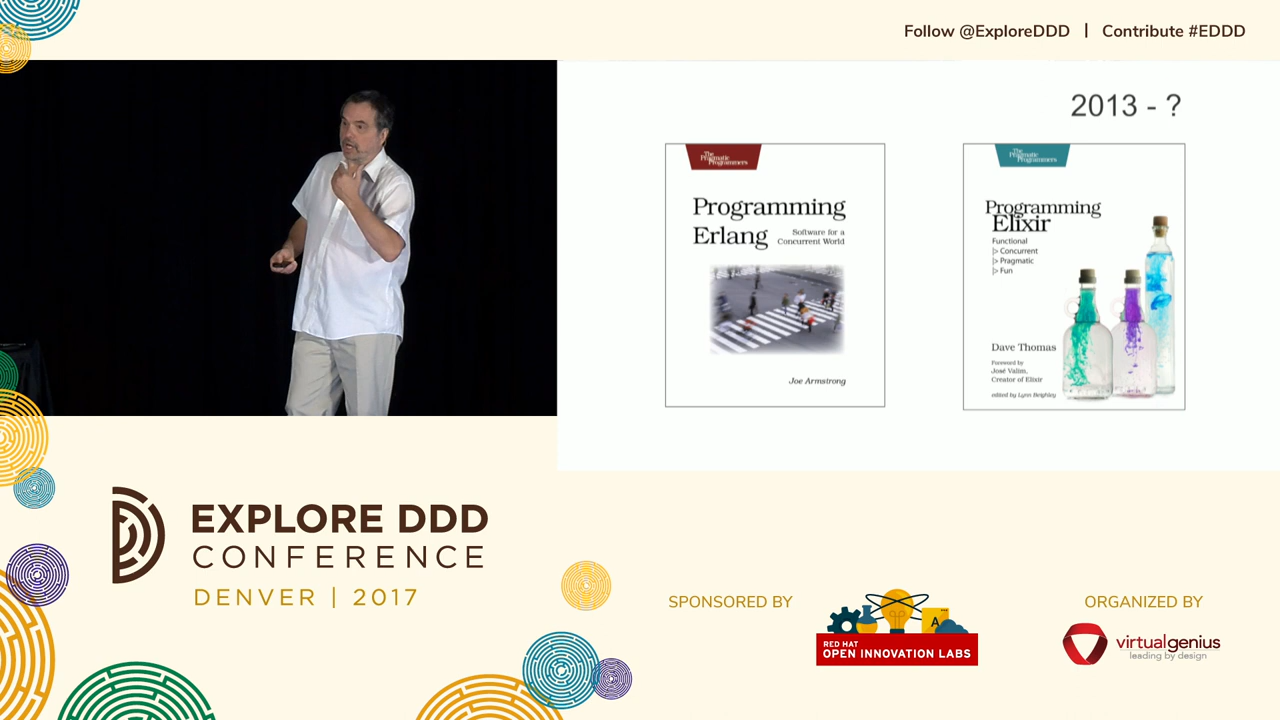 Follow @ExploreDDD | Contribute #EDDD
2013 - ?
The
Pragmatic
Programmers
Programming
Erlang
Software for a
Concurrent World
Joe Armstrong
The
Pragmatic
Programmers
Programming
Elixir
Functional
|> Concurrent
|> Pragmatic
|> Fun
Dave Thomas
Foreword by
José Valim,
Creator of Elixir
edited by Lynn Beighley
EXPLORE DDD
CONFERENCE
DENVER | 2017
SPONSORED BY
A
RED HAT
OPEN INNOVATION LABS
ORGANIZED BY
virtualgenius
leading by design